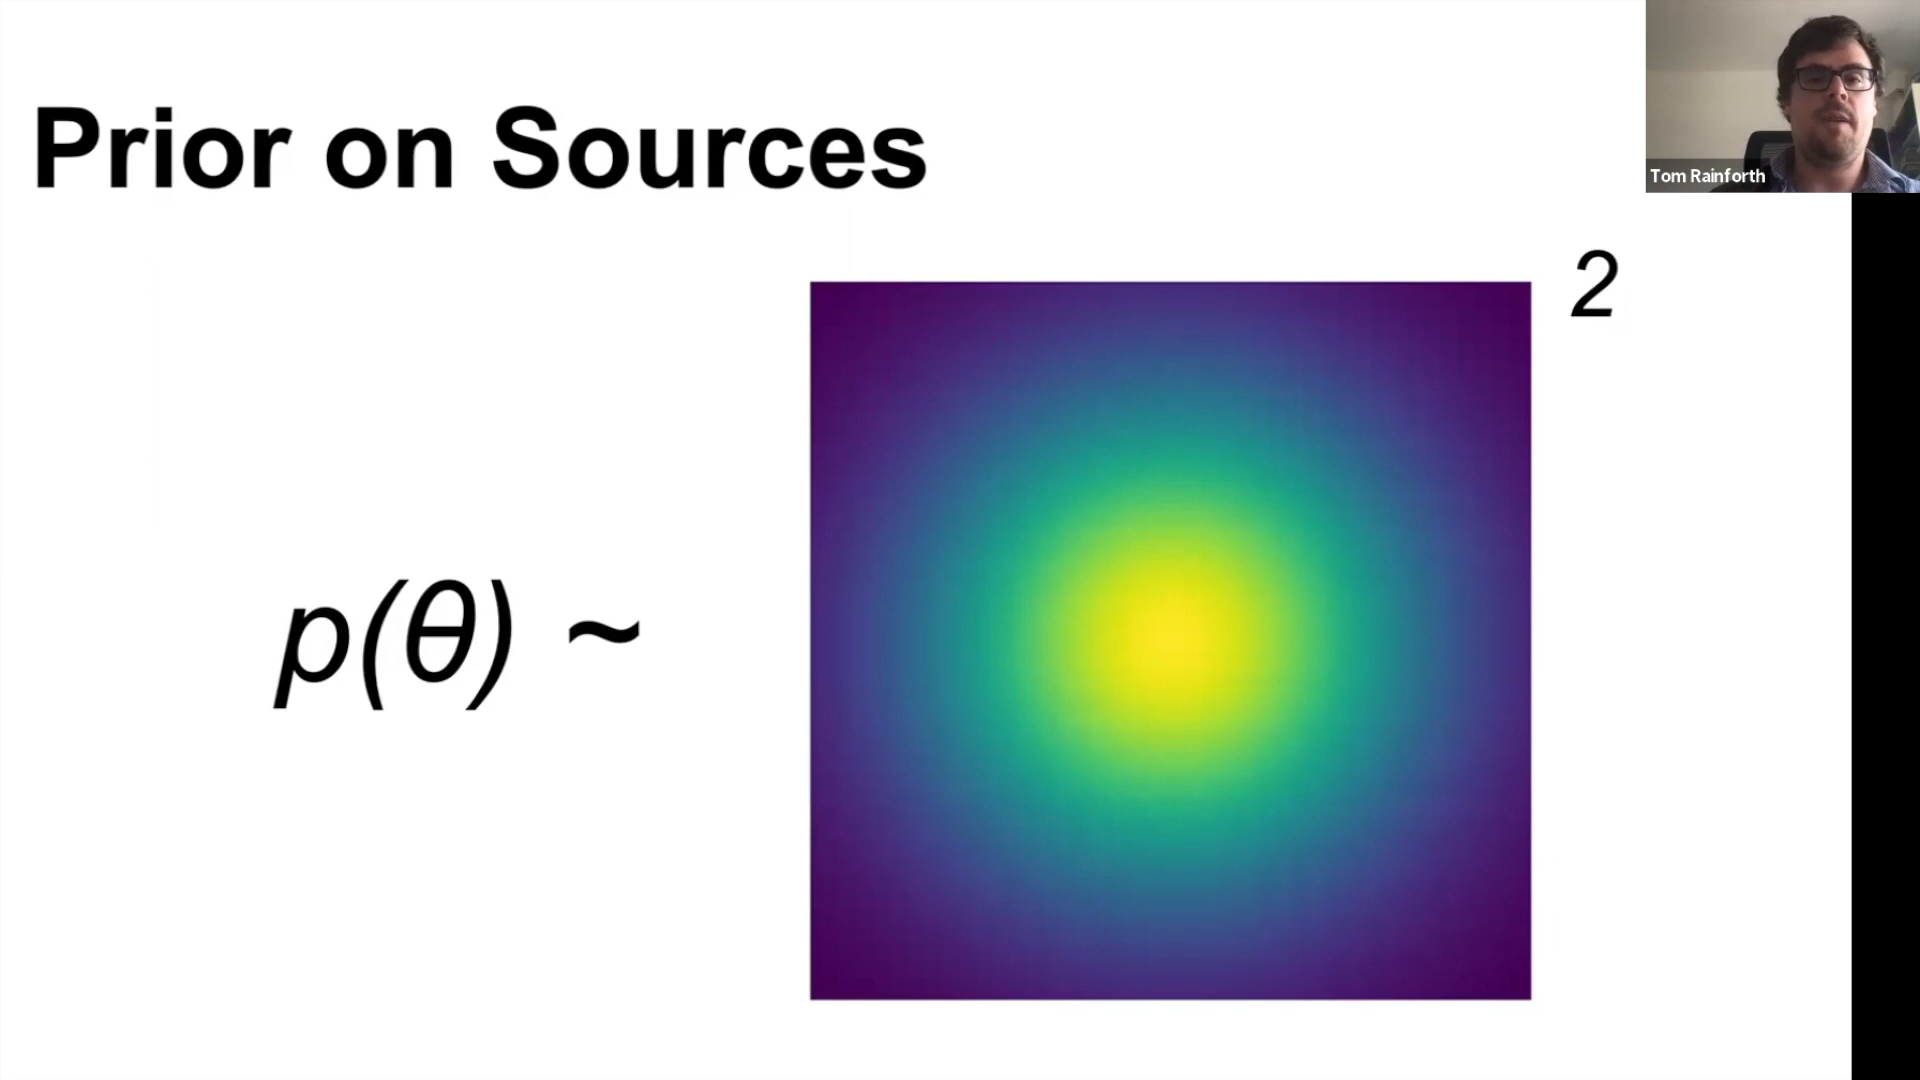 Prior on Sources
Tom Rainforth
2
p(θ) ~